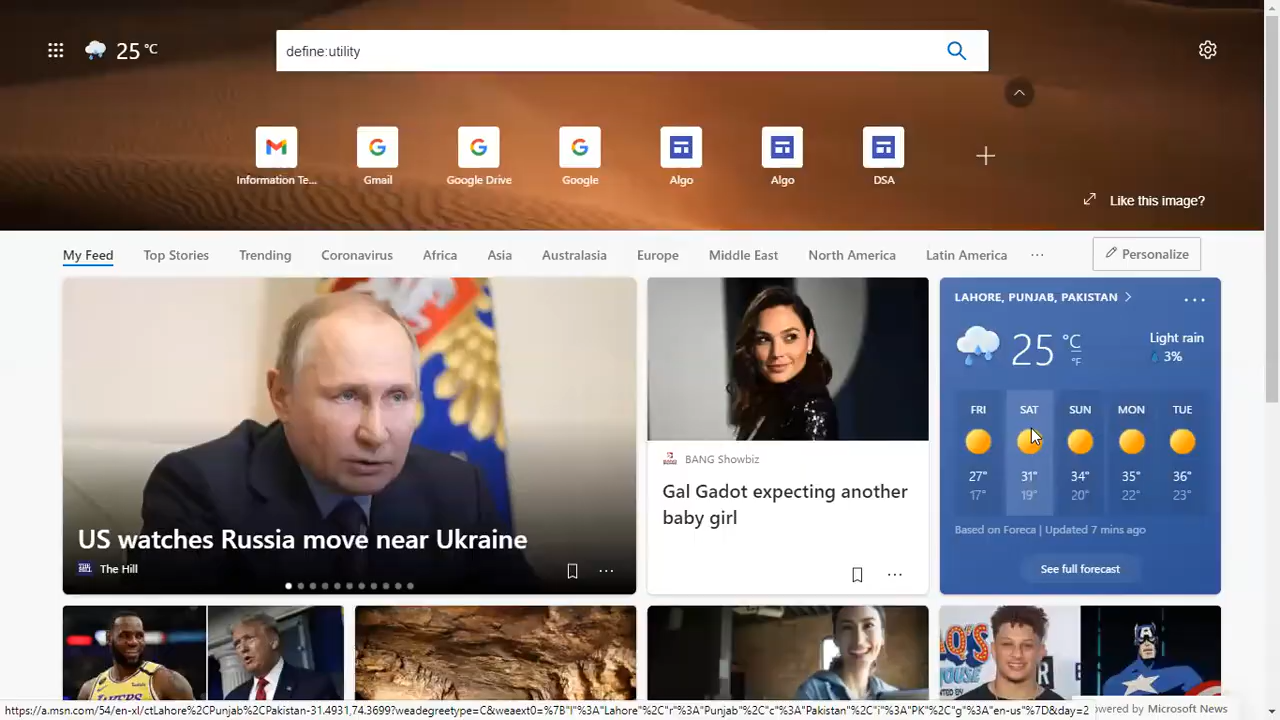 25 °C
define:utility
Information Te...
Gmail
Google Drive
Google
Algo
Algo
DSA
Like this image?
My Feed
Top Stories
Trending
Coronavirus
Africa
Asia
Australasia
Europe
Middle East
North America
Latin America
...
Personalize
US watches Russia move near Ukraine
The Hill
BANG Showbiz
Gal Gadot expecting another
baby girl
LAHORE, PUNJAB, PAKISTAN
25 °C
°F
Light rain
3%
FRI SAT SUN MON TUE
27° 31° 34° 35° 36°
17° 19° 20° 22° 23°
Based on Foreca | Updated 7 mins ago
See full forecast
LAKERS
https://a.msn.com/54/en-xl/ctLahore%2CPunjab%2CPakistan-31.4931,74.3699?weadegreetype=C&weaext0=%7B"l"%3A"Lahore"%2C"r"%3A"Punjab"%2C"c"%3A"Pakistan"%2C"i"%3A"PK"%2C"g"%3A"en-us"%7D&day=2
powered by Microsoft News